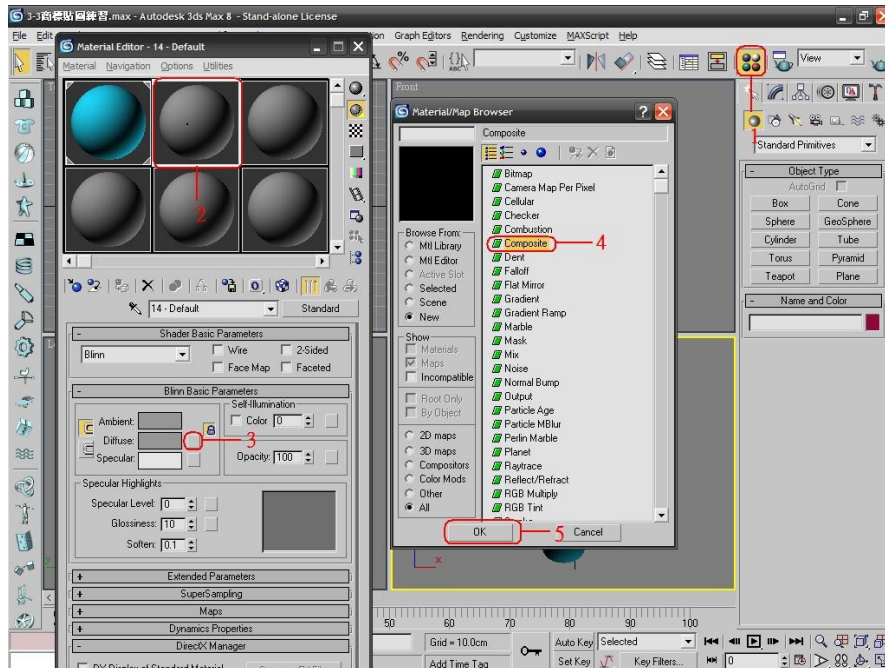 3-3商標貼圖練習.max - Autodesk 3ds Max 8 - Stand-alone License
File Edit Graph Editors Rendering Customize MAXScript Help
Material Editor - 14 - Default
Material Navigation Options Utilities
View
1
2
Front
Material/Map Browser
Composite
Bitmap
Camera Map Per Pixel
Cellular
Checker
Combustion
Composite
4
Dent
Falloff
Flat Mirror
Gradient
Gradient Ramp
Marble
Mask
Mix
Noise
Normal Bump
Output
Particle Age
Particle MBlur
Perlin Marble
Planet
Raytrace
Reflect/Refract
RGB Multiply
RGB Tint
Browse From:
Mtl Library
Mtl Editor
Active Slot
Selected
Scene
New
Show
Materials
Maps
Incompatible
Root Only
By Object
2D maps
3D maps
Compositors
Color Mods
Other
All
OK
5
Cancel
Standard Primitives
- Object Type
AutoGrid
Box Cone
Sphere GeoSphere
Cylinder Tube
Torus Pyramid
Teapot Plane
- Name and Color
14 - Default
Standard
- Shader Basic Parameters
Blinn
Wire 2-Sided
Face Map Faceted
- Blinn Basic Parameters
Self-Illumination
Ambient:
Color 0
Diffuse:
3
Specular:
Opacity: 100
Specular Highlights
Specular Level: 0
Glossiness: 10
Soften: 0.1
+ Extended Parameters
+ SuperSampling
+ Maps
+ Dynamics Properties
- DirectX Manager
DX Display of Standard Material
x
50 60 70 80 90 100
Grid = 10.0cm
Add Time Tag
Auto Key Selected
Set Key Key Filters...
0